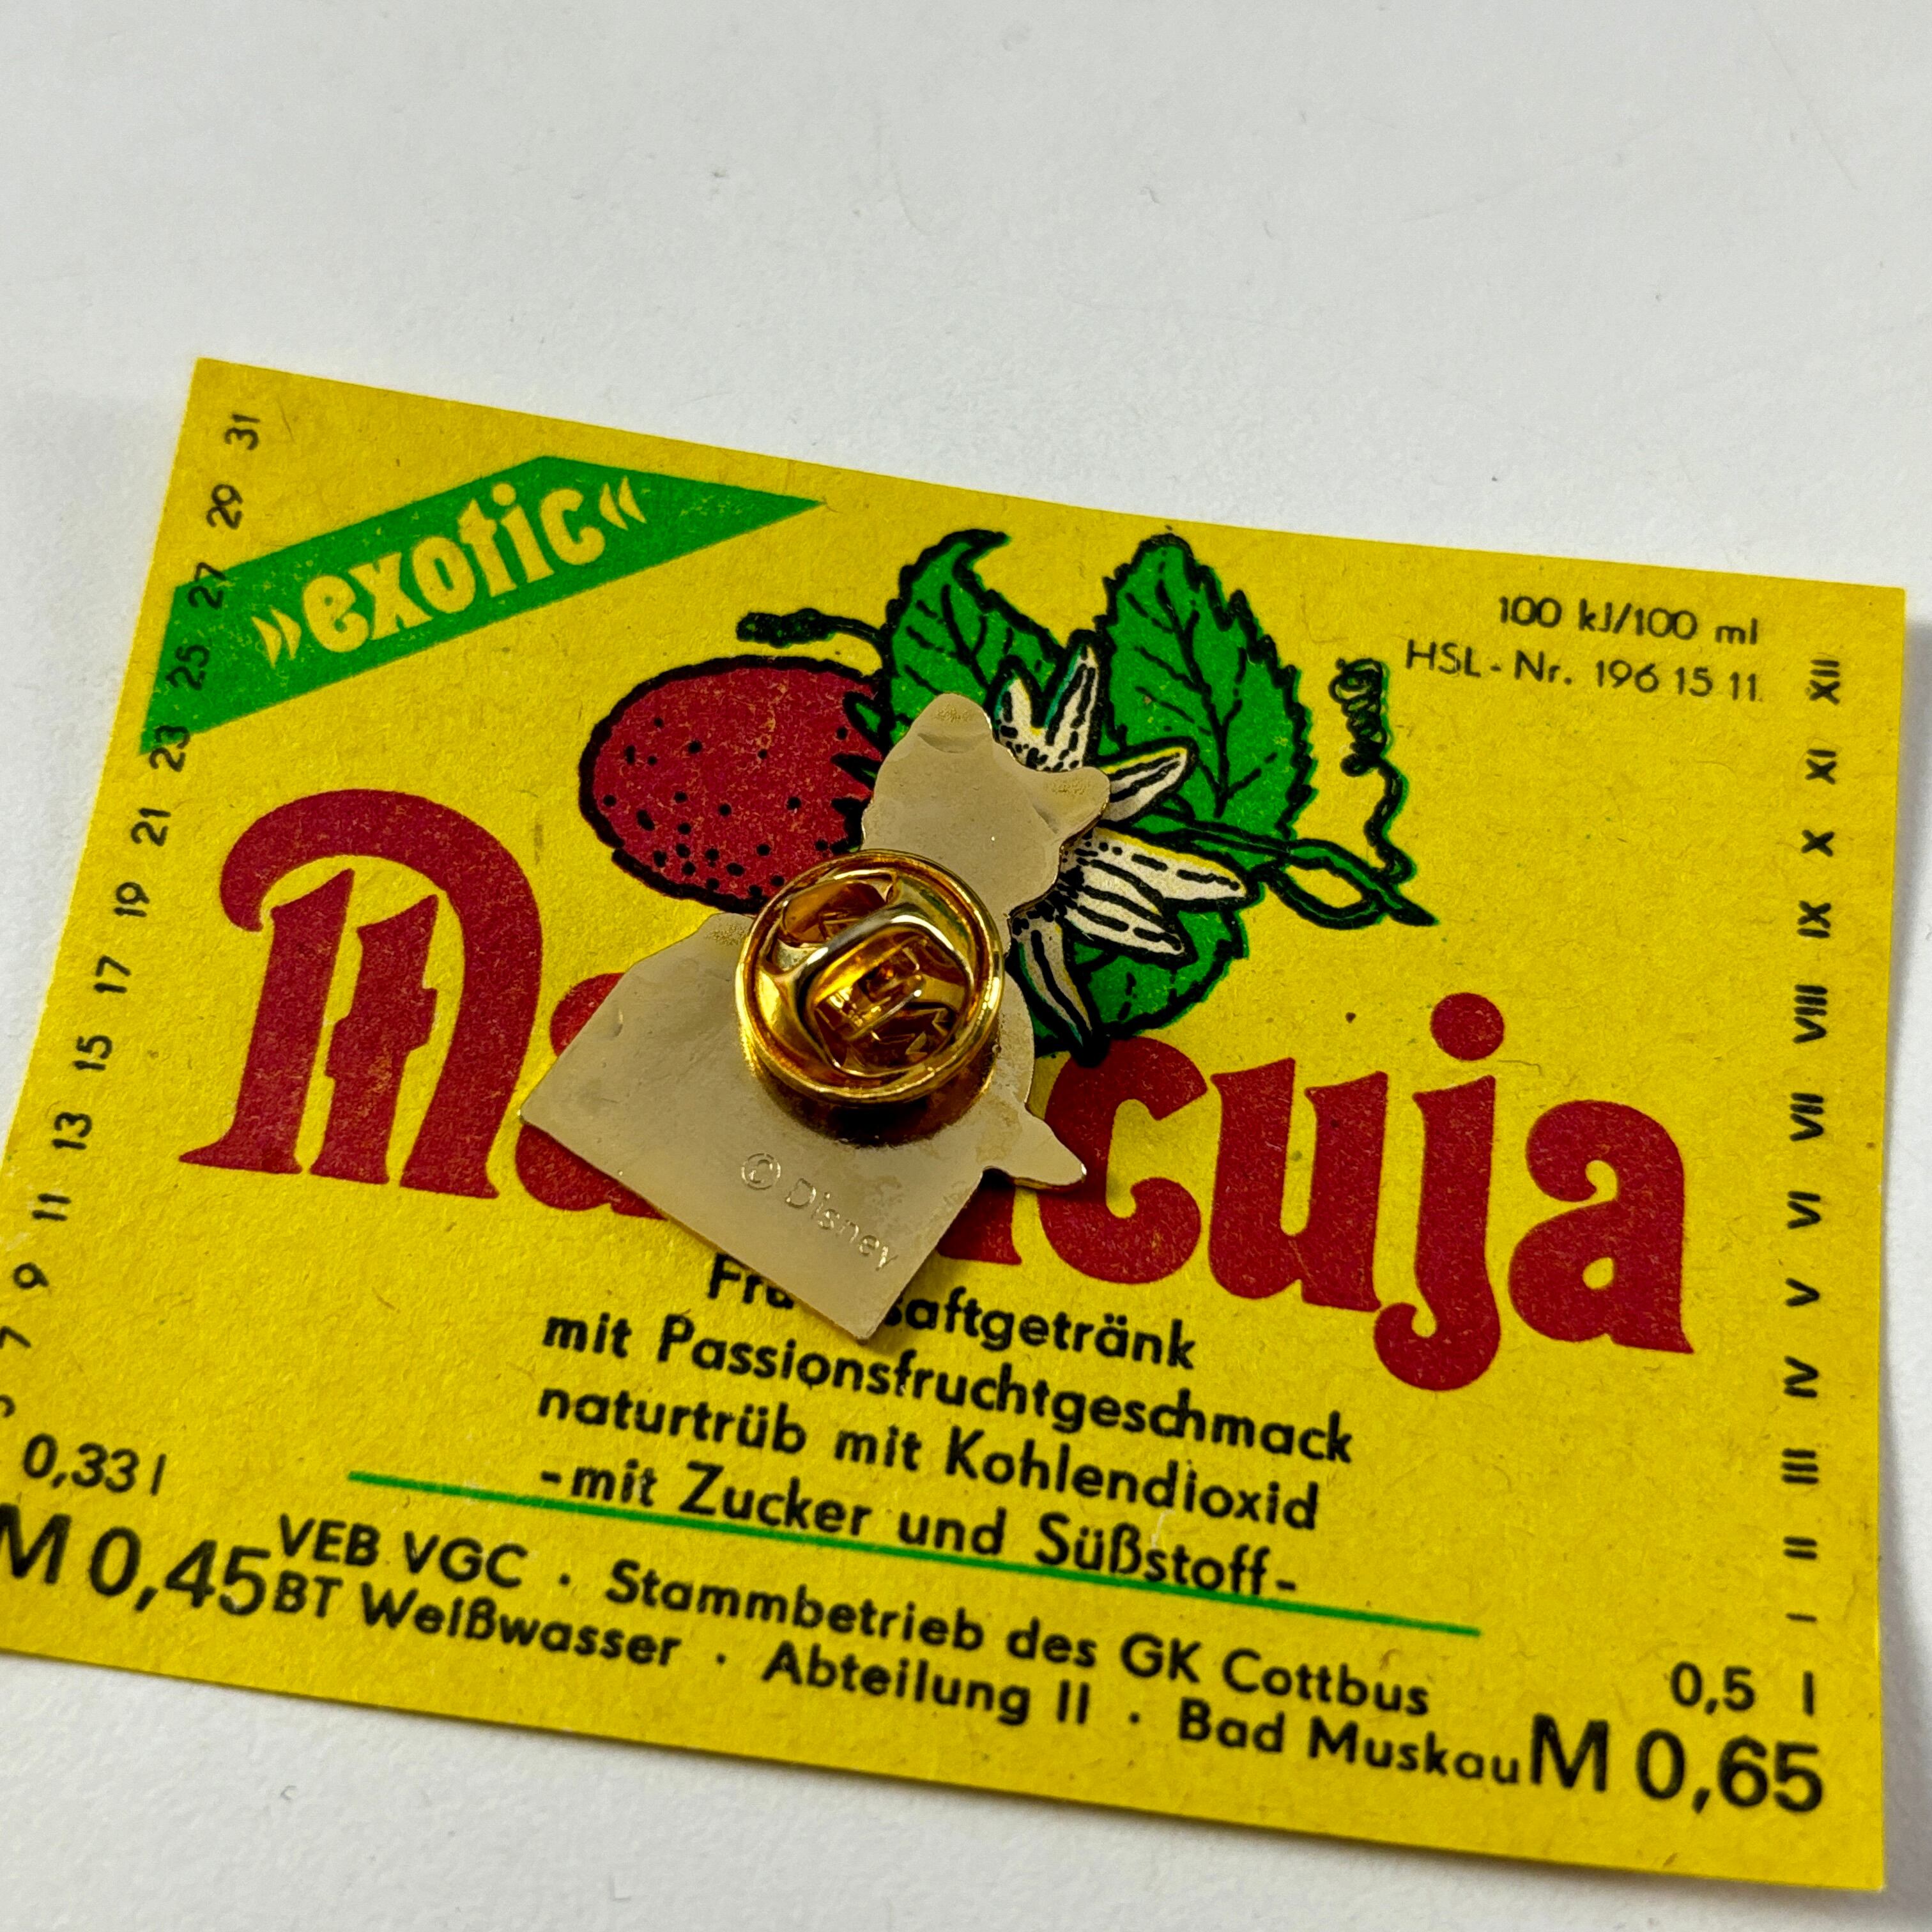 »exotic«
100 kJ/100 ml
HSL-Nr. 196 15 11
31
29
27
25
23
21
19
17
15
13
11
9
7
XII
XI
X
IX
VIII
VII
VI
V
IV
III
II
I
© Disney
mit Passionsfruchtgeschmack
naturtrüb mit Kohlendioxid
-mit Zucker und Süßstoff-
0,33 l
M 0,45
VEB VGC · Stammbetrieb des GK Cottbus
BT Weißwasser · Abteilung II · Bad Muskau
0,5 l
M 0,65